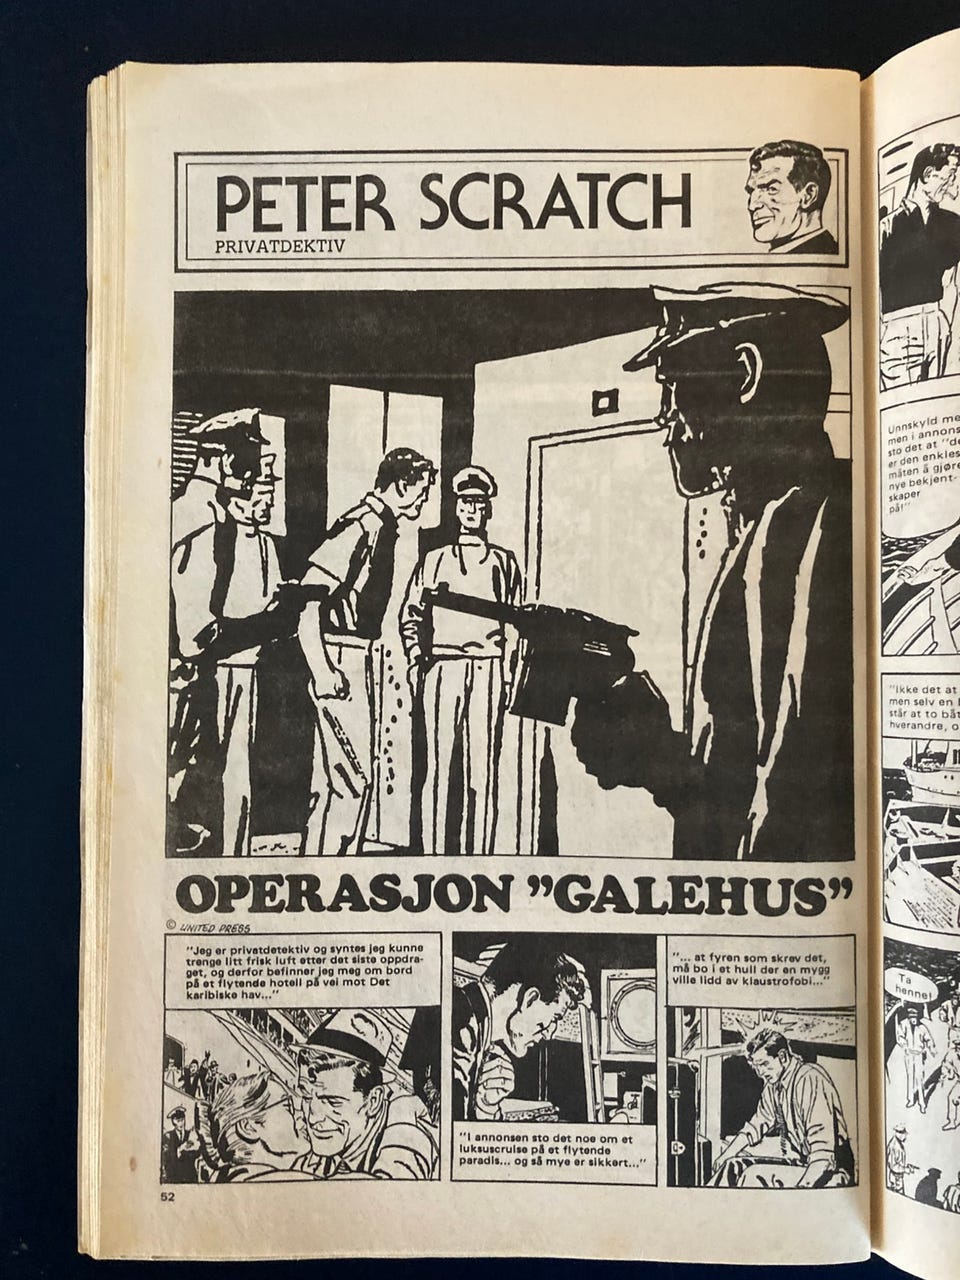 PETER SCRATCH
PRIVATDEKTIV
OPERASJON "GALEHUS"
© UNITED PRESS
"Jeg er privatdetektiv og syntes jeg kunne
trenge litt frisk luft etter det siste oppdra-
get, og derfor befinner jeg meg om bord
på et flytende hotell på vei mot Det
karibiske hav..."
"I annonsen sto det noe om et
luksuscruise på et flytende
paradis... og så mye er sikkert..."
"... at fyren som skrev det,
må bo i et hull der en mygg
ville lidd av klaustrofobi..."
52
Unnskyld me
men i annons
sto det at "de
er den enkles
måten å gjøre
nye bekjent-
skaper
på!"
"Ikke det at
men selv en
står at to båt
hverandre, o
Ta
henne!